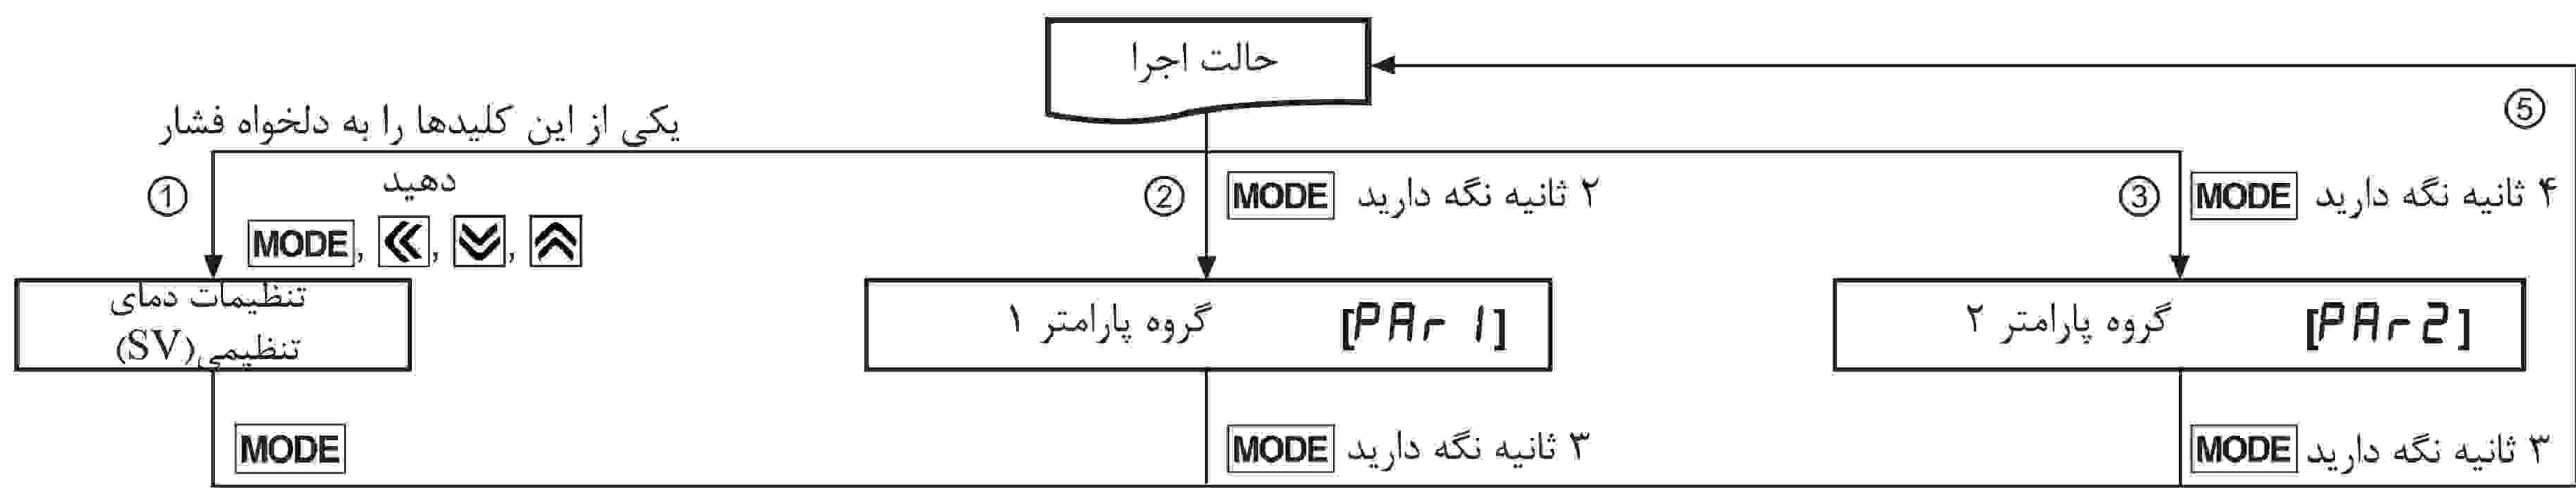 حالت اجرا
⑤
یکی از این کلیدها را به دلخواه فشار
دهید
①
MODE, «, ,
②
MODE ۲ ثانیه نگه دارید
③
MODE ۴ ثانیه نگه دارید
تنظیمات دمای
تنظیمی(SV)
گروه پارامتر ۱ [PAr 1]
گروه پارامتر ۲ [PAr2]
MODE
MODE ۳ ثانیه نگه دارید
MODE ۳ ثانیه نگه دارید